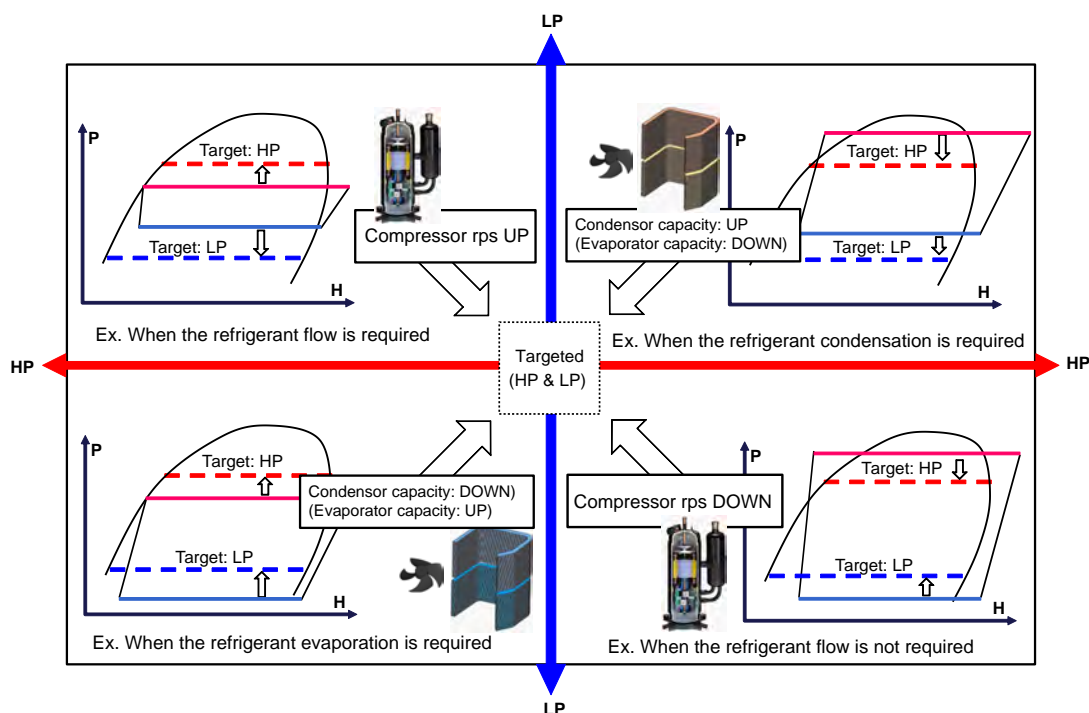 LP
P
Target: HP
Target: LP
H
Compressor rps UP
Ex. When the refrigerant flow is required
Condensor capacity: UP
(Evaporator capacity: DOWN)
P
Target: HP
Target: LP
H
Ex. When the refrigerant condensation is required
HP
Targeted
(HP & LP)
HP
P
Target: HP
Target: LP
H
Condensor capacity: DOWN)
(Evaporator capacity: UP)
Ex. When the refrigerant evaporation is required
Compressor rps DOWN
P
Target: HP
Target: LP
H
Ex. When the refrigerant flow is not required
LP